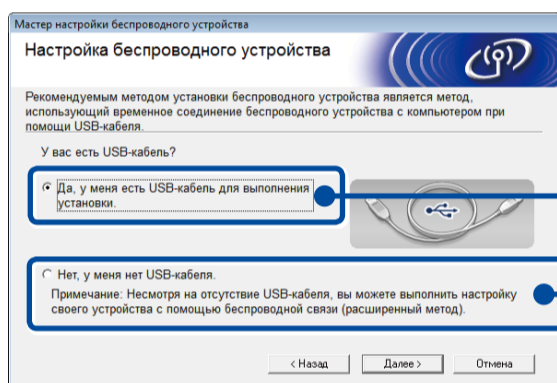 Мастер настройки беспроводного устройства
Настройка беспроводного устройства
Рекомендуемым методом установки беспроводного устройства является метод,
использующий временное соединение беспроводного устройства с компьютером при
помощи USB-кабеля.
У вас есть USB-кабель?
Да, у меня есть USB-кабель для выполнения
установки.
Нет, у меня нет USB-кабеля.
Примечание: Несмотря на отсутствие USB-кабеля, вы можете выполнить настройку
своего устройства с помощью беспроводной связи (расширенный метод).
< Назад Далее > Отмена